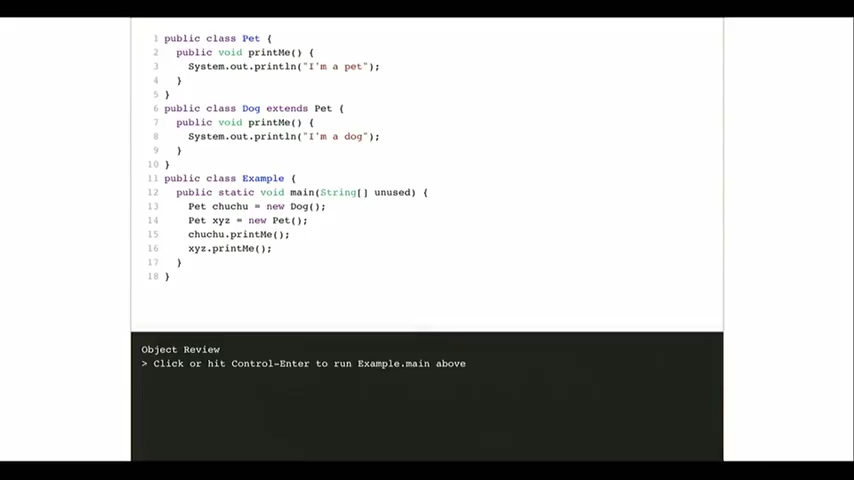 1 public class Pet {
2   public void printMe() {
3     System.out.println("I'm a pet");
4   }
5 }
6 public class Dog extends Pet {
7   public void printMe() {
8     System.out.println("I'm a dog");
9   }
10 }
11 public class Example {
12   public static void main(String[] unused) {
13     Pet chuchu = new Dog();
14     Pet xyz = new Pet();
15     chuchu.printMe();
16     xyz.printMe();
17   }
18 }
Object Review
> Click or hit Control-Enter to run Example.main above